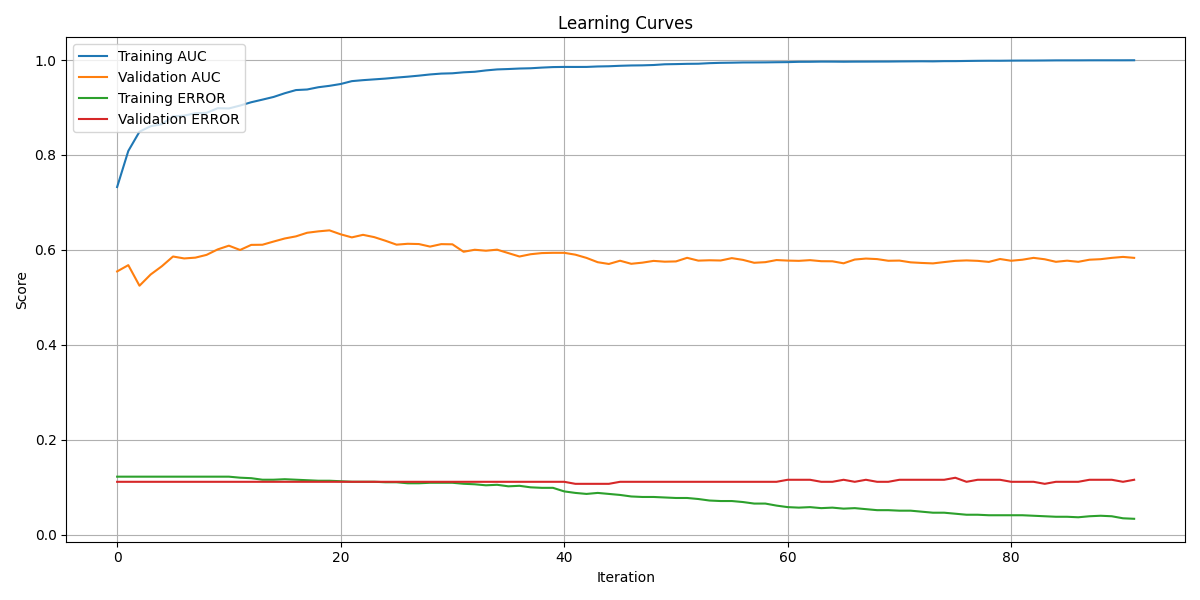 Learning Curves
Training AUC
Validation AUC
Training ERROR
Validation ERROR
1.0
0.8
0.6
0.4
0.2
0.0
Score
0 20 40 60 80
Iteration